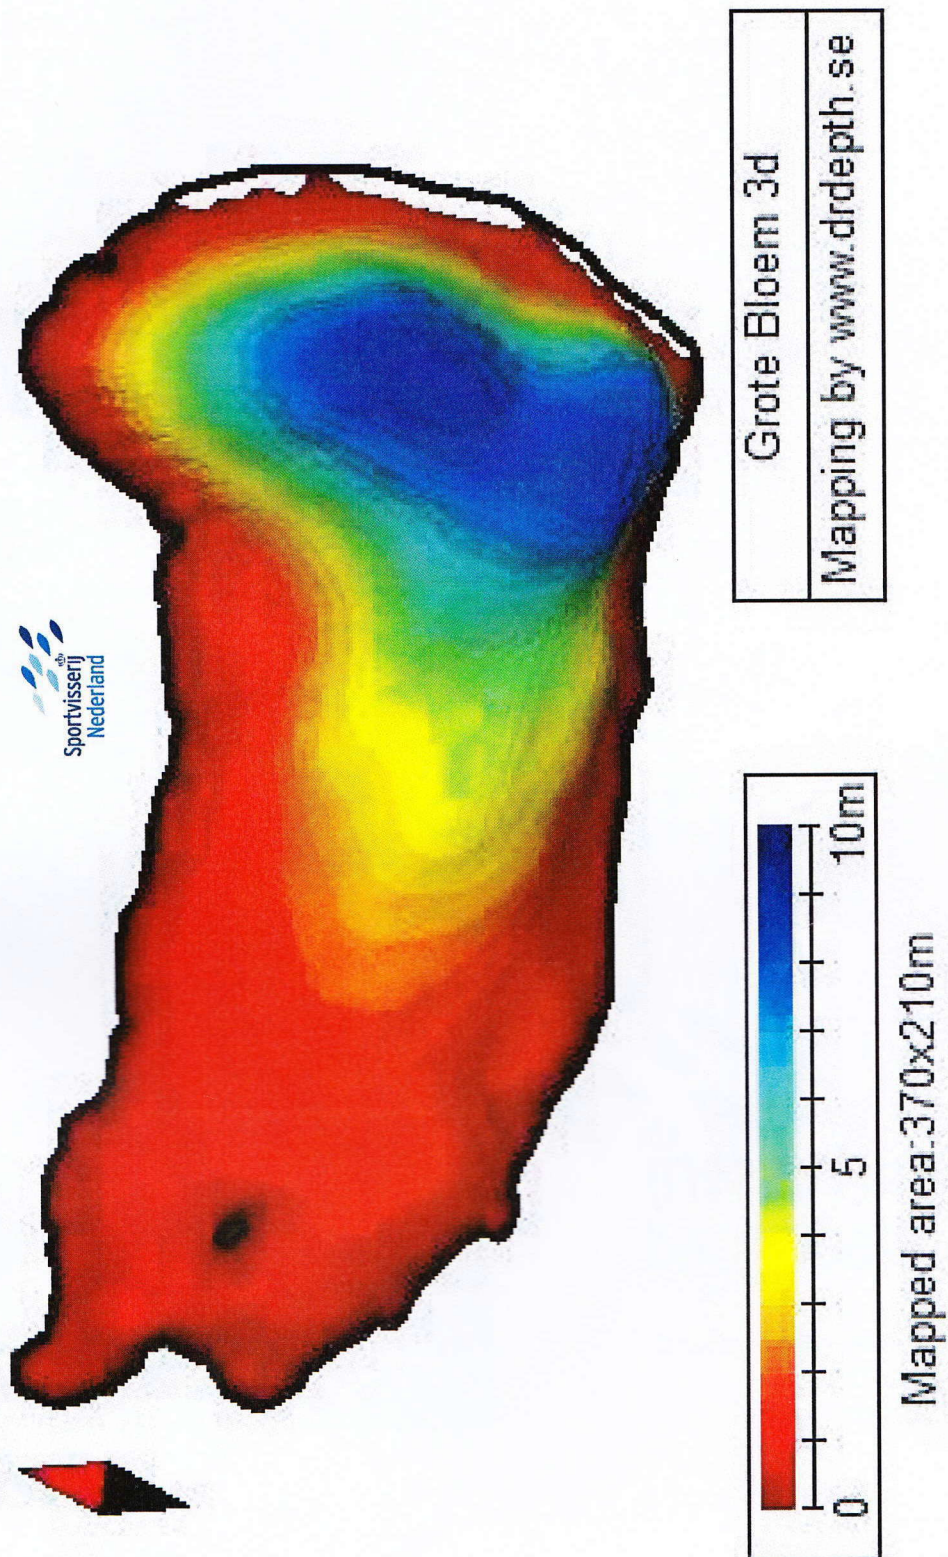 Sportvisserij
Nederland
0 5 10m
Mapped area:370x210m
Grote Bloem 3d
Mapping by www.drdepth.se